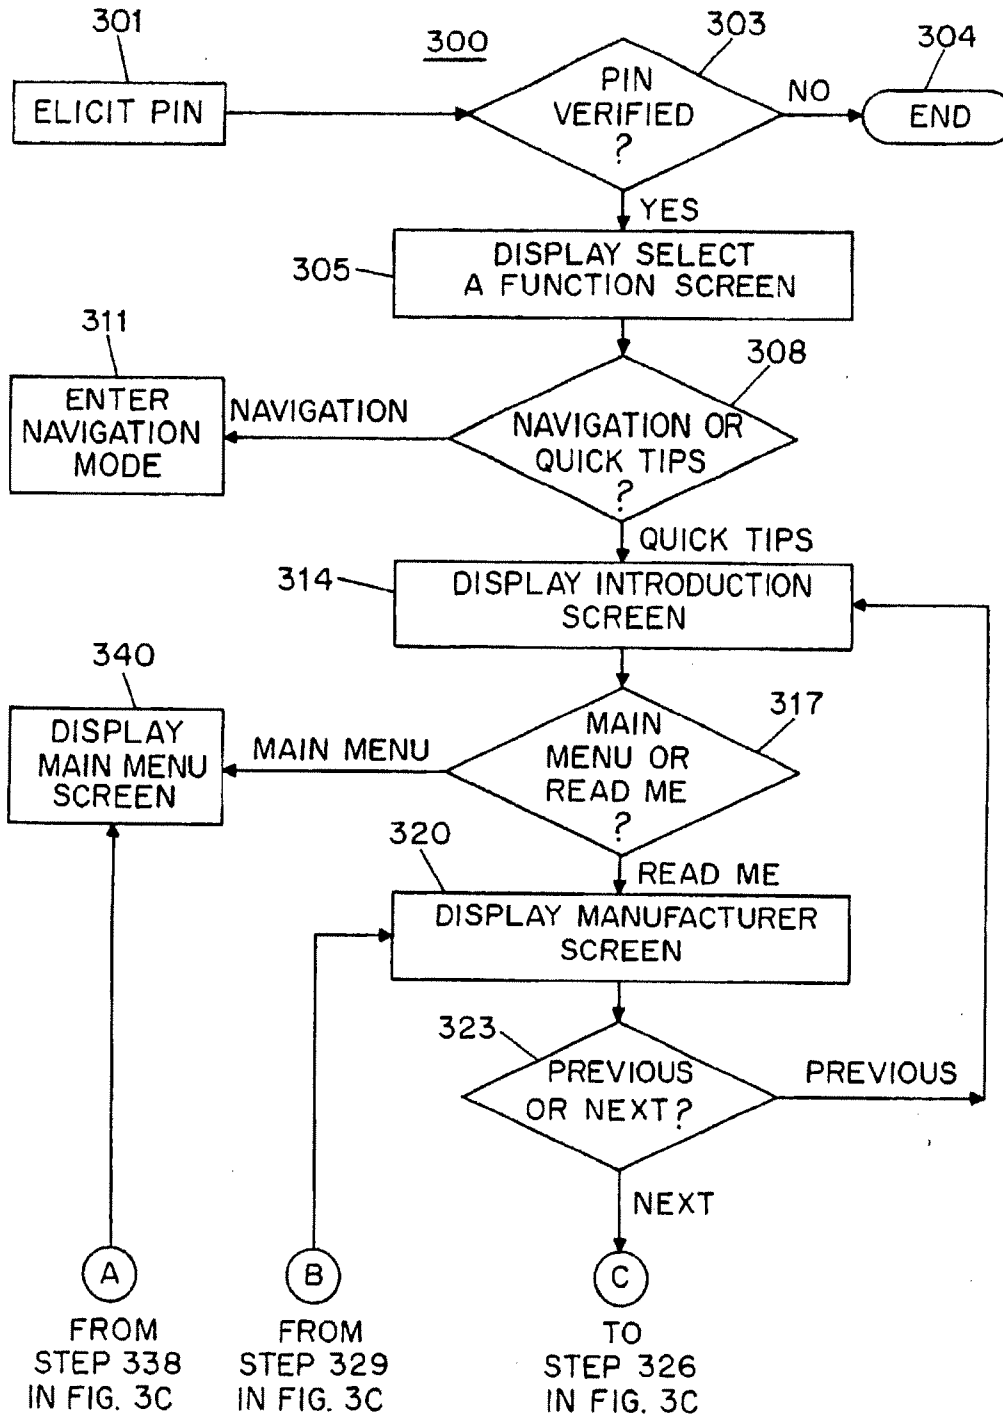 301
300
303
304
ELICIT PIN
PIN
VERIFIED
?
NO
END
YES
305
DISPLAY SELECT
A FUNCTION SCREEN
311
308
ENTER
NAVIGATION
MODE
NAVIGATION
NAVIGATION OR
QUICK TIPS
?
QUICK TIPS
314
DISPLAY INTRODUCTION
SCREEN
340
317
DISPLAY
MAIN MENU
SCREEN
MAIN MENU
MAIN
MENU OR
READ ME
?
320
READ ME
DISPLAY MANUFACTURER
SCREEN
323
PREVIOUS
OR NEXT?
PREVIOUS
NEXT
A
B
C
FROM
STEP 338
IN FIG. 3C
FROM
STEP 329
IN FIG. 3C
TO
STEP 326
IN FIG. 3C